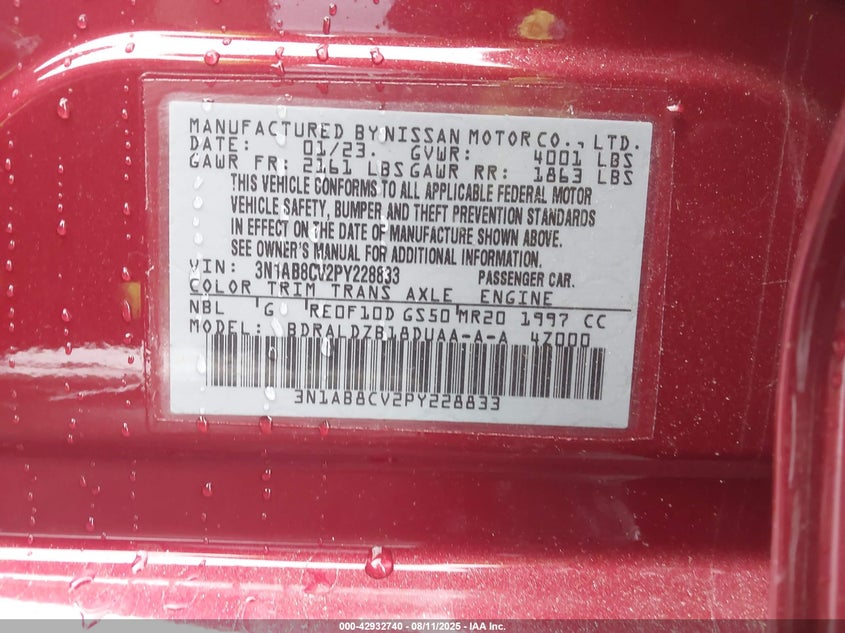 MANUFACTURED BY NISSAN MOTOR CO., LTD.
DATE: 01/23. GVWR: 4001 LBS
GAWR FR: 2161 LBS GAWR RR: 1863 LBS
THIS VEHICLE CONFORMS TO ALL APPLICABLE FEDERAL MOTOR
VEHICLE SAFETY, BUMPER AND THEFT PREVENTION STANDARDS
IN EFFECT ON THE DATE OF MANUFACTURE SHOWN ABOVE.
SEE OWNER'S MANUAL FOR ADDITIONAL INFORMATION.
VIN: 3N1AB8CV2PY228833 PASSENGER CAR.
COLOR TRIM TRANS AXLE ENGINE
NBL G RE0F10D GS50 MR20 1997 CC
MODEL: BDRALDZB18DUAA-A-A 4Z000
3N1AB8CV2PY228833
000-42932740 - 08/11/2025 - IAA Inc.